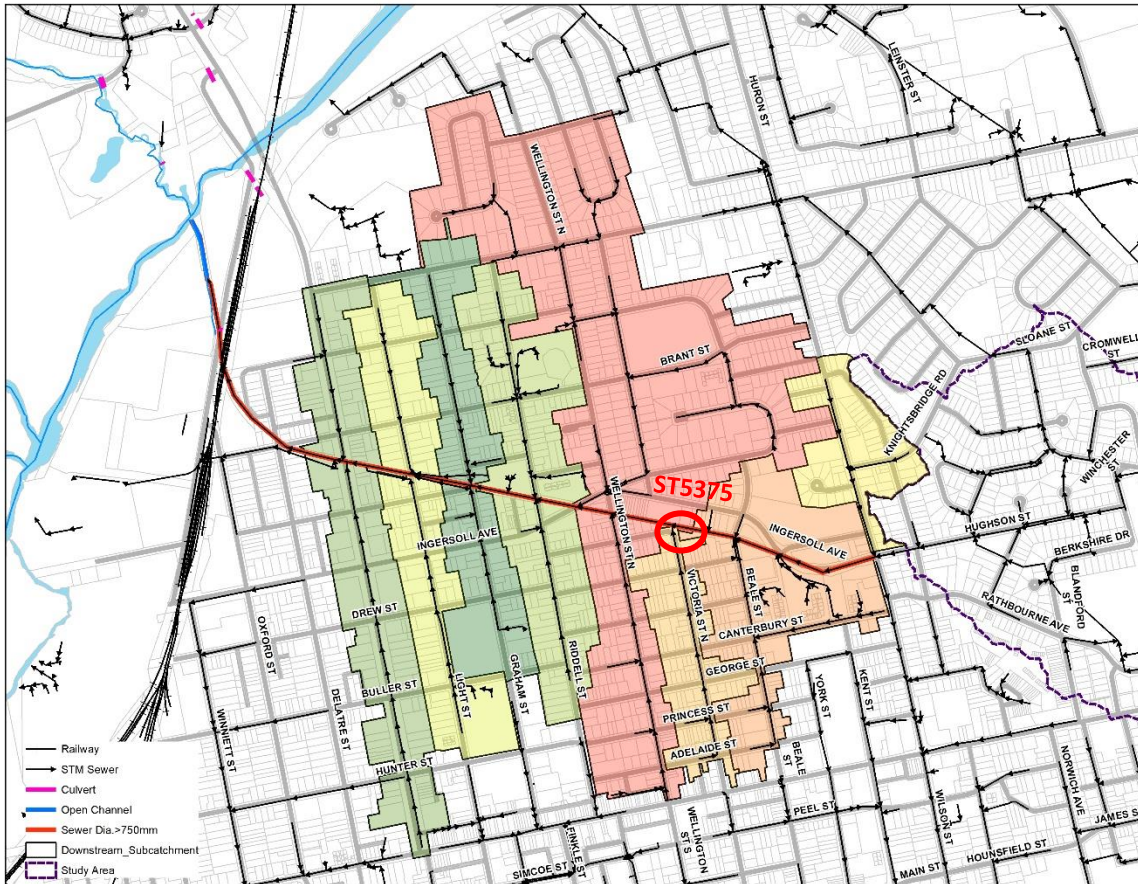 LEINSTER ST
HURON ST
WELLINGTON ST N
SLOANE ST
CROMWELL
ST
BRANT ST
KNIGHTSBRIDGE RD
WINCHESTER
ST
ST5375
WELLINGTON ST N
INGERSOLL AVE
HUGHSON ST
INGERSOLL AVE
BERKSHIRE DR
BLANDFORD
ST
RATHBOURNE AVE
VICTORIA ST N
BEALE ST
CANTERBURY ST
DREW ST
OXFORD ST
GEORGE ST
RIDDELL ST
GRAHAM ST
LIGHT ST
YORK ST
KENT ST
BULLER ST
DELATRE ST
PRINCESS ST
WINNIETT ST
ADELAIDE ST
BEALE
ST
HUNTER ST
NORWICH AVE
WILSON ST
PEEL ST
JAMES S
WELLINGTON
ST S
FINKLE ST
HOUNSFIELD ST
MAIN ST
SIMCOE ST
Railway
STM Sewer
Culvert
Open Channel
Sewer Dia.>750mm
Downstream_Subcatchment
Study Area